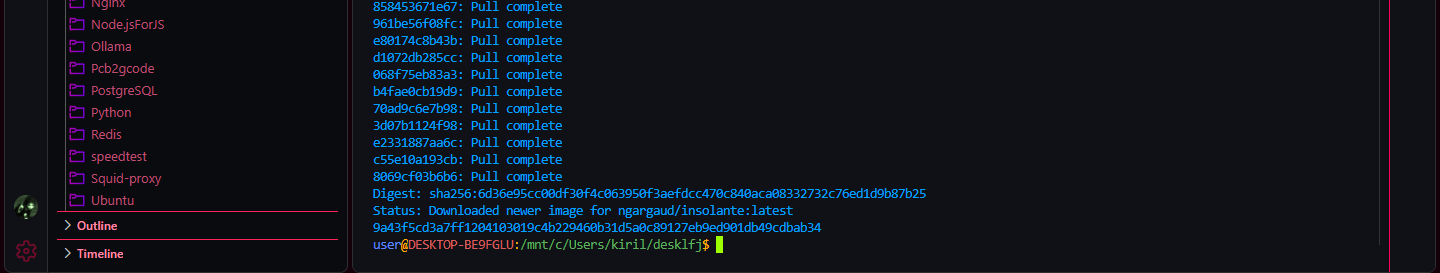 Nginx
Node.jsForJS
Ollama
Pcb2gcode
PostgreSQL
Python
Redis
speedtest
Squid-proxy
Ubuntu
Outline
Timeline
858453671e67: Pull complete
961be56f08fc: Pull complete
e80174c8b43b: Pull complete
d1072db285cc: Pull complete
068f75eb83a3: Pull complete
b4fae0cb19d9: Pull complete
70ad9c6e7b98: Pull complete
3d07b1124f98: Pull complete
e2331887aa6c: Pull complete
c55e10a193cb: Pull complete
8069cf03b6b6: Pull complete
Digest: sha256:6d36e95cc00df30f4c063950f3aefdcc470c840aca08332732c76ed1d9b87b25
Status: Downloaded newer image for ngargaud/insolante:latest
9a43f5cd3a7ff1204103019c4b229460b31d5a0c89127eb9ed901db49cdbab34
user@DESKTOP-BE9FGLU:/mnt/c/Users/kiril/desklfj$